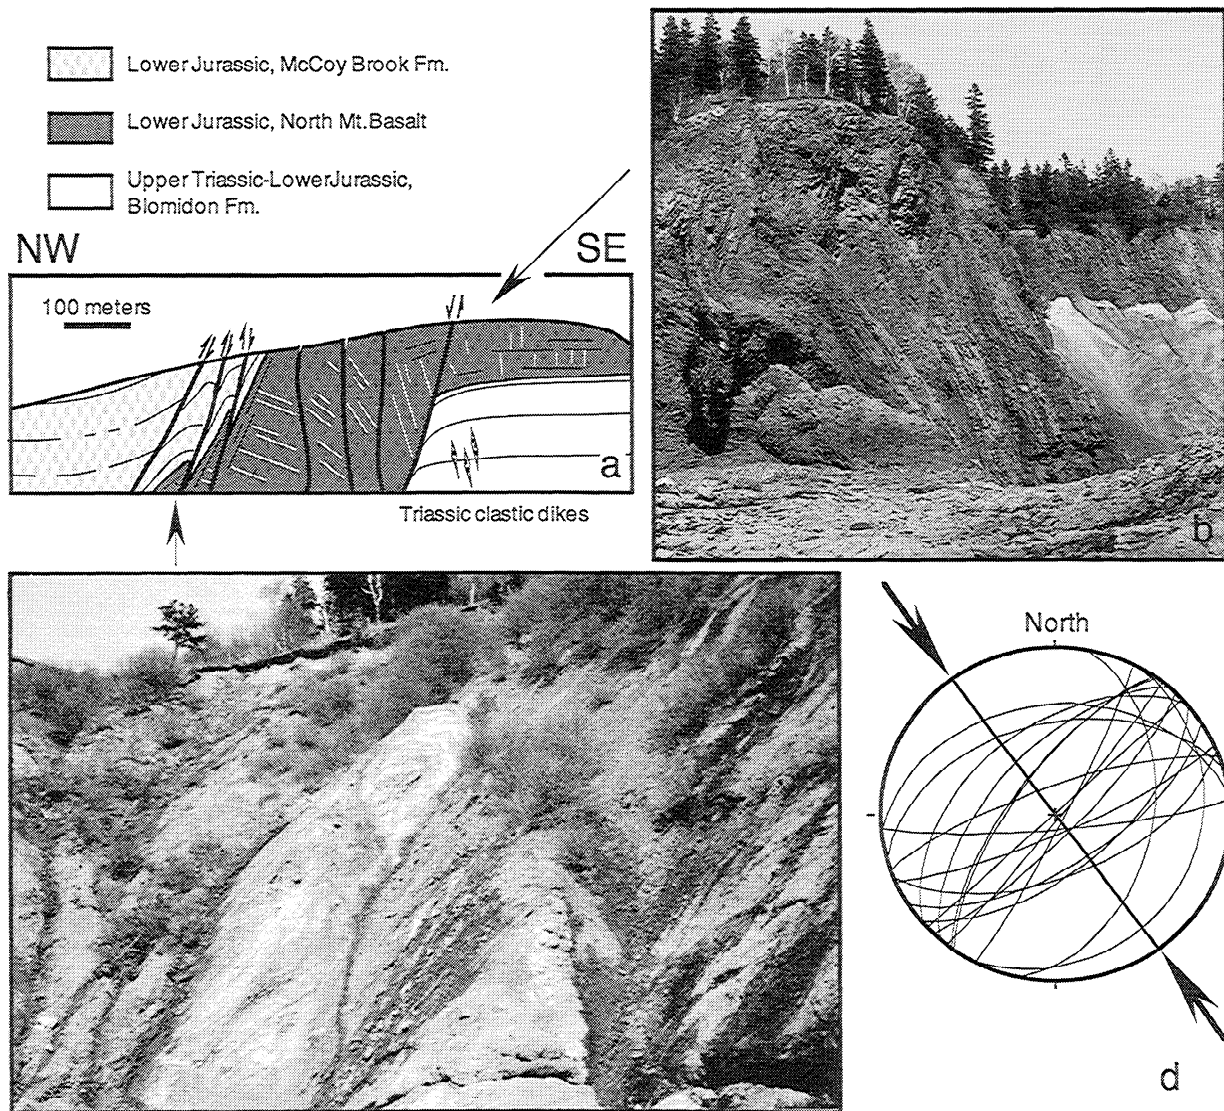 Lower Jurassic, McCoy Brook Fm.
Lower Jurassic, North Mt.Basalt
Upper Triassic-LowerJurassic,
Blomidon Fm.
NW
SE
100 meters
a
Triassic clastic dikes
b
North
d